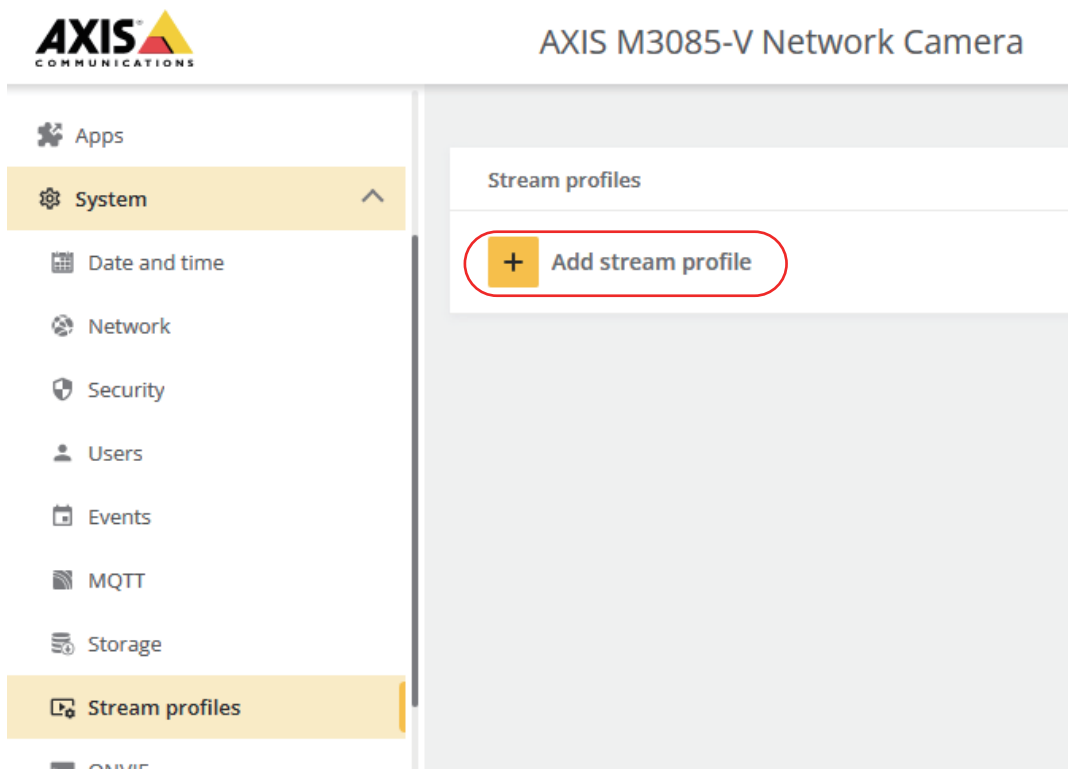 AXIS
COMMUNICATIONS
AXIS M3085-V Network Camera
Apps
System
Date and time
Network
Security
Users
Events
MQTT
Storage
Stream profiles
Stream profiles
Add stream profile